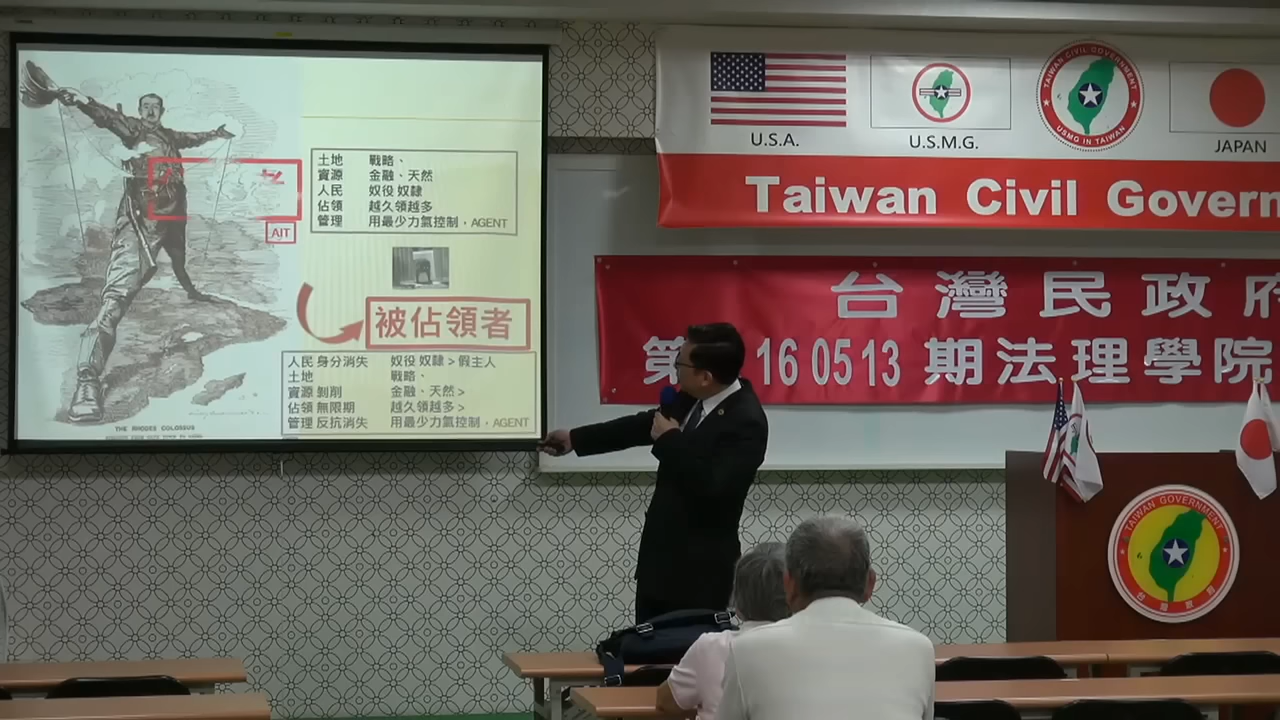 土地 戰略、
資源 金融、天然
人民 奴役 奴隸
佔領 越久領越多
管理 用最少力氣控制，AGENT
AIT
被佔領者
人民 身分消失 奴役 奴隸 > 假主人
土地 戰略、
資源 剝削 金融、天然 >
佔領 無限期 越久領越多 >
管理 反抗消失 用最少力氣控制，AGENT
THE RHODES COLOSSUS
U.S.A.
U.S.M.G.
TAIWAN CIVIL GOVERNMENT
USMG IN TAIWAN
JAPAN
Taiwan Civil Govern
台灣民政府
第 160513 期法理學院
TAIWAN GOVERNMENT
台灣政府